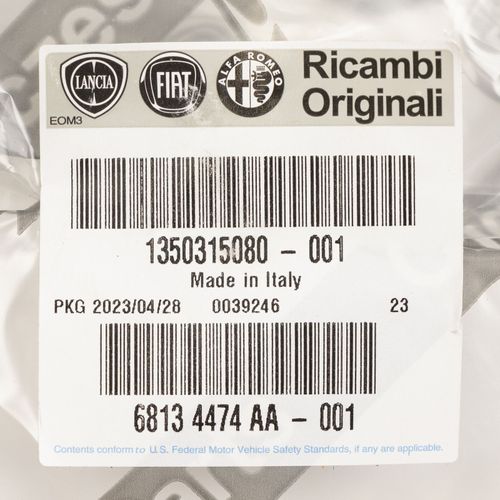 LANCIA FIAT ALFA ROMEO
Ricambi
Originali
EOM3
1350315080 - 001
Made in Italy
PKG 2023/04/28 0039246 23
6813 4474 AA - 001
Contents conform to U.S. Federal Motor Vehicle Safety Standards, if any are applicable.